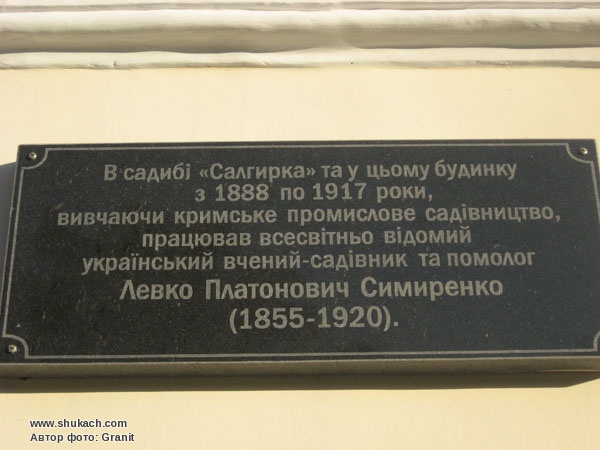 В садибі «Салгирка» та у цьому будинку
з 1888 по 1917 роки,
вивчаючи кримське промислове садівництво,
працював всесвітньо відомий
український вчений-садівник та помолог
Левко Платонович Симиренко
(1855-1920).
www.shukach.com
Автор фото: Granit